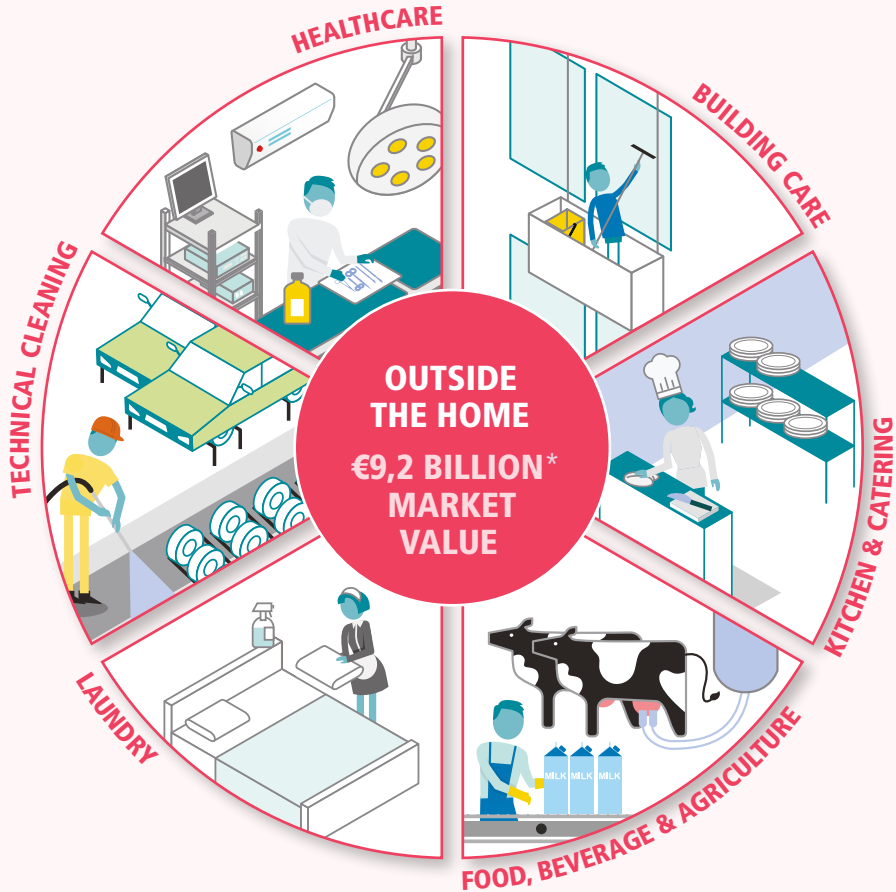 HEALTHCARE
BUILDING CARE
TECHNICAL CLEANING
OUTSIDE
THE HOME
€9,2 BILLION*
MARKET
VALUE
KITCHEN & CATERING
LAUNDRY
MILK MILK MILK
FOOD, BEVERAGE & AGRICULTURE